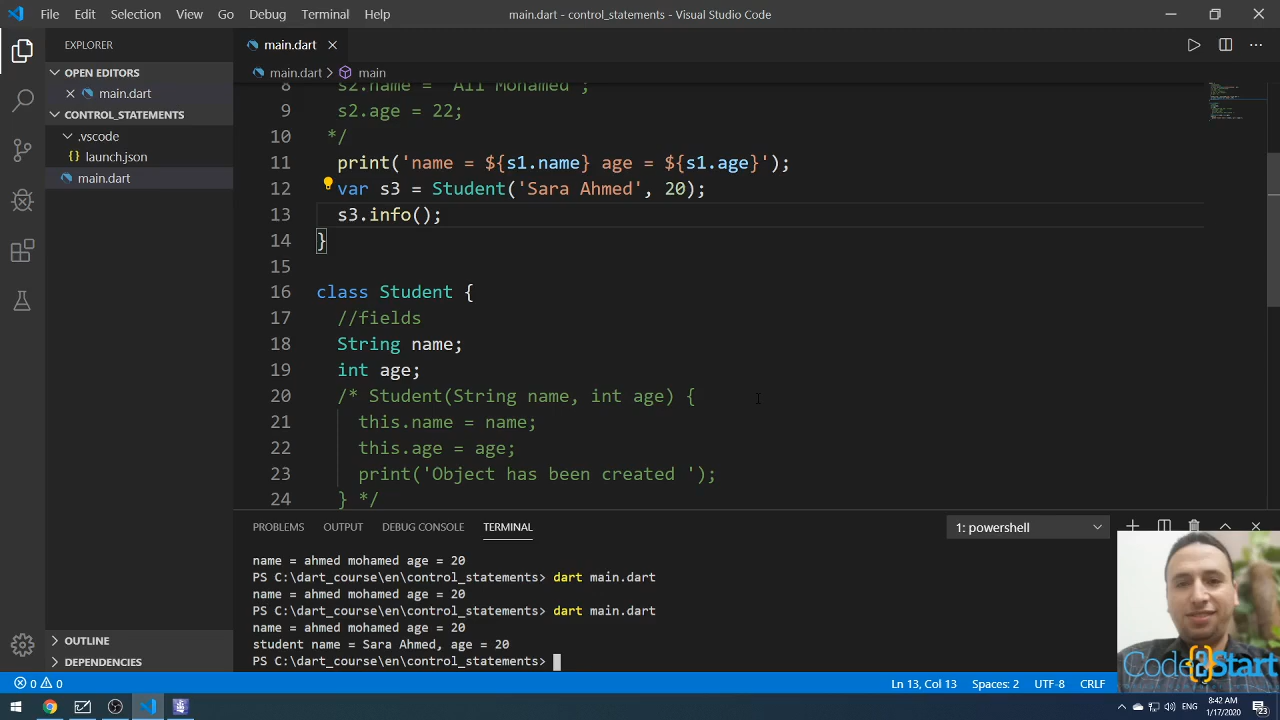 File Edit Selection View Go Debug Terminal Help
main.dart - control_statements - Visual Studio Code
EXPLORER
OPEN EDITORS
main.dart
CONTROL_STATEMENTS
.vscode
launch.json
main.dart
OUTLINE
DEPENDENCIES
main.dart
main.dart > main
8 s2.name = 'Ali Mohamed';
9 s2.age = 22;
10 */
11 print('name = ${s1.name} age = ${s1.age}');
12 var s3 = Student('Sara Ahmed', 20);
13 s3.info();
14 }
15
16 class Student {
17 //fields
18 String name;
19 int age;
20 /* Student(String name, int age) {
21 this.name = name;
22 this.age = age;
23 print('Object has been created ');
24 } */
PROBLEMS OUTPUT DEBUG CONSOLE TERMINAL
1: powershell
name = ahmed mohamed age = 20
PS C:\dart_course\en\control_statements> dart main.dart
name = ahmed mohamed age = 20
PS C:\dart_course\en\control_statements> dart main.dart
name = ahmed mohamed age = 20
student name = Sara Ahmed, age = 20
PS C:\dart_course\en\control_statements>
Code{}Start
0 0
Ln 13, Col 13 Spaces: 2 UTF-8 CRLF
ENG
8:42 AM
1/17/2020
23